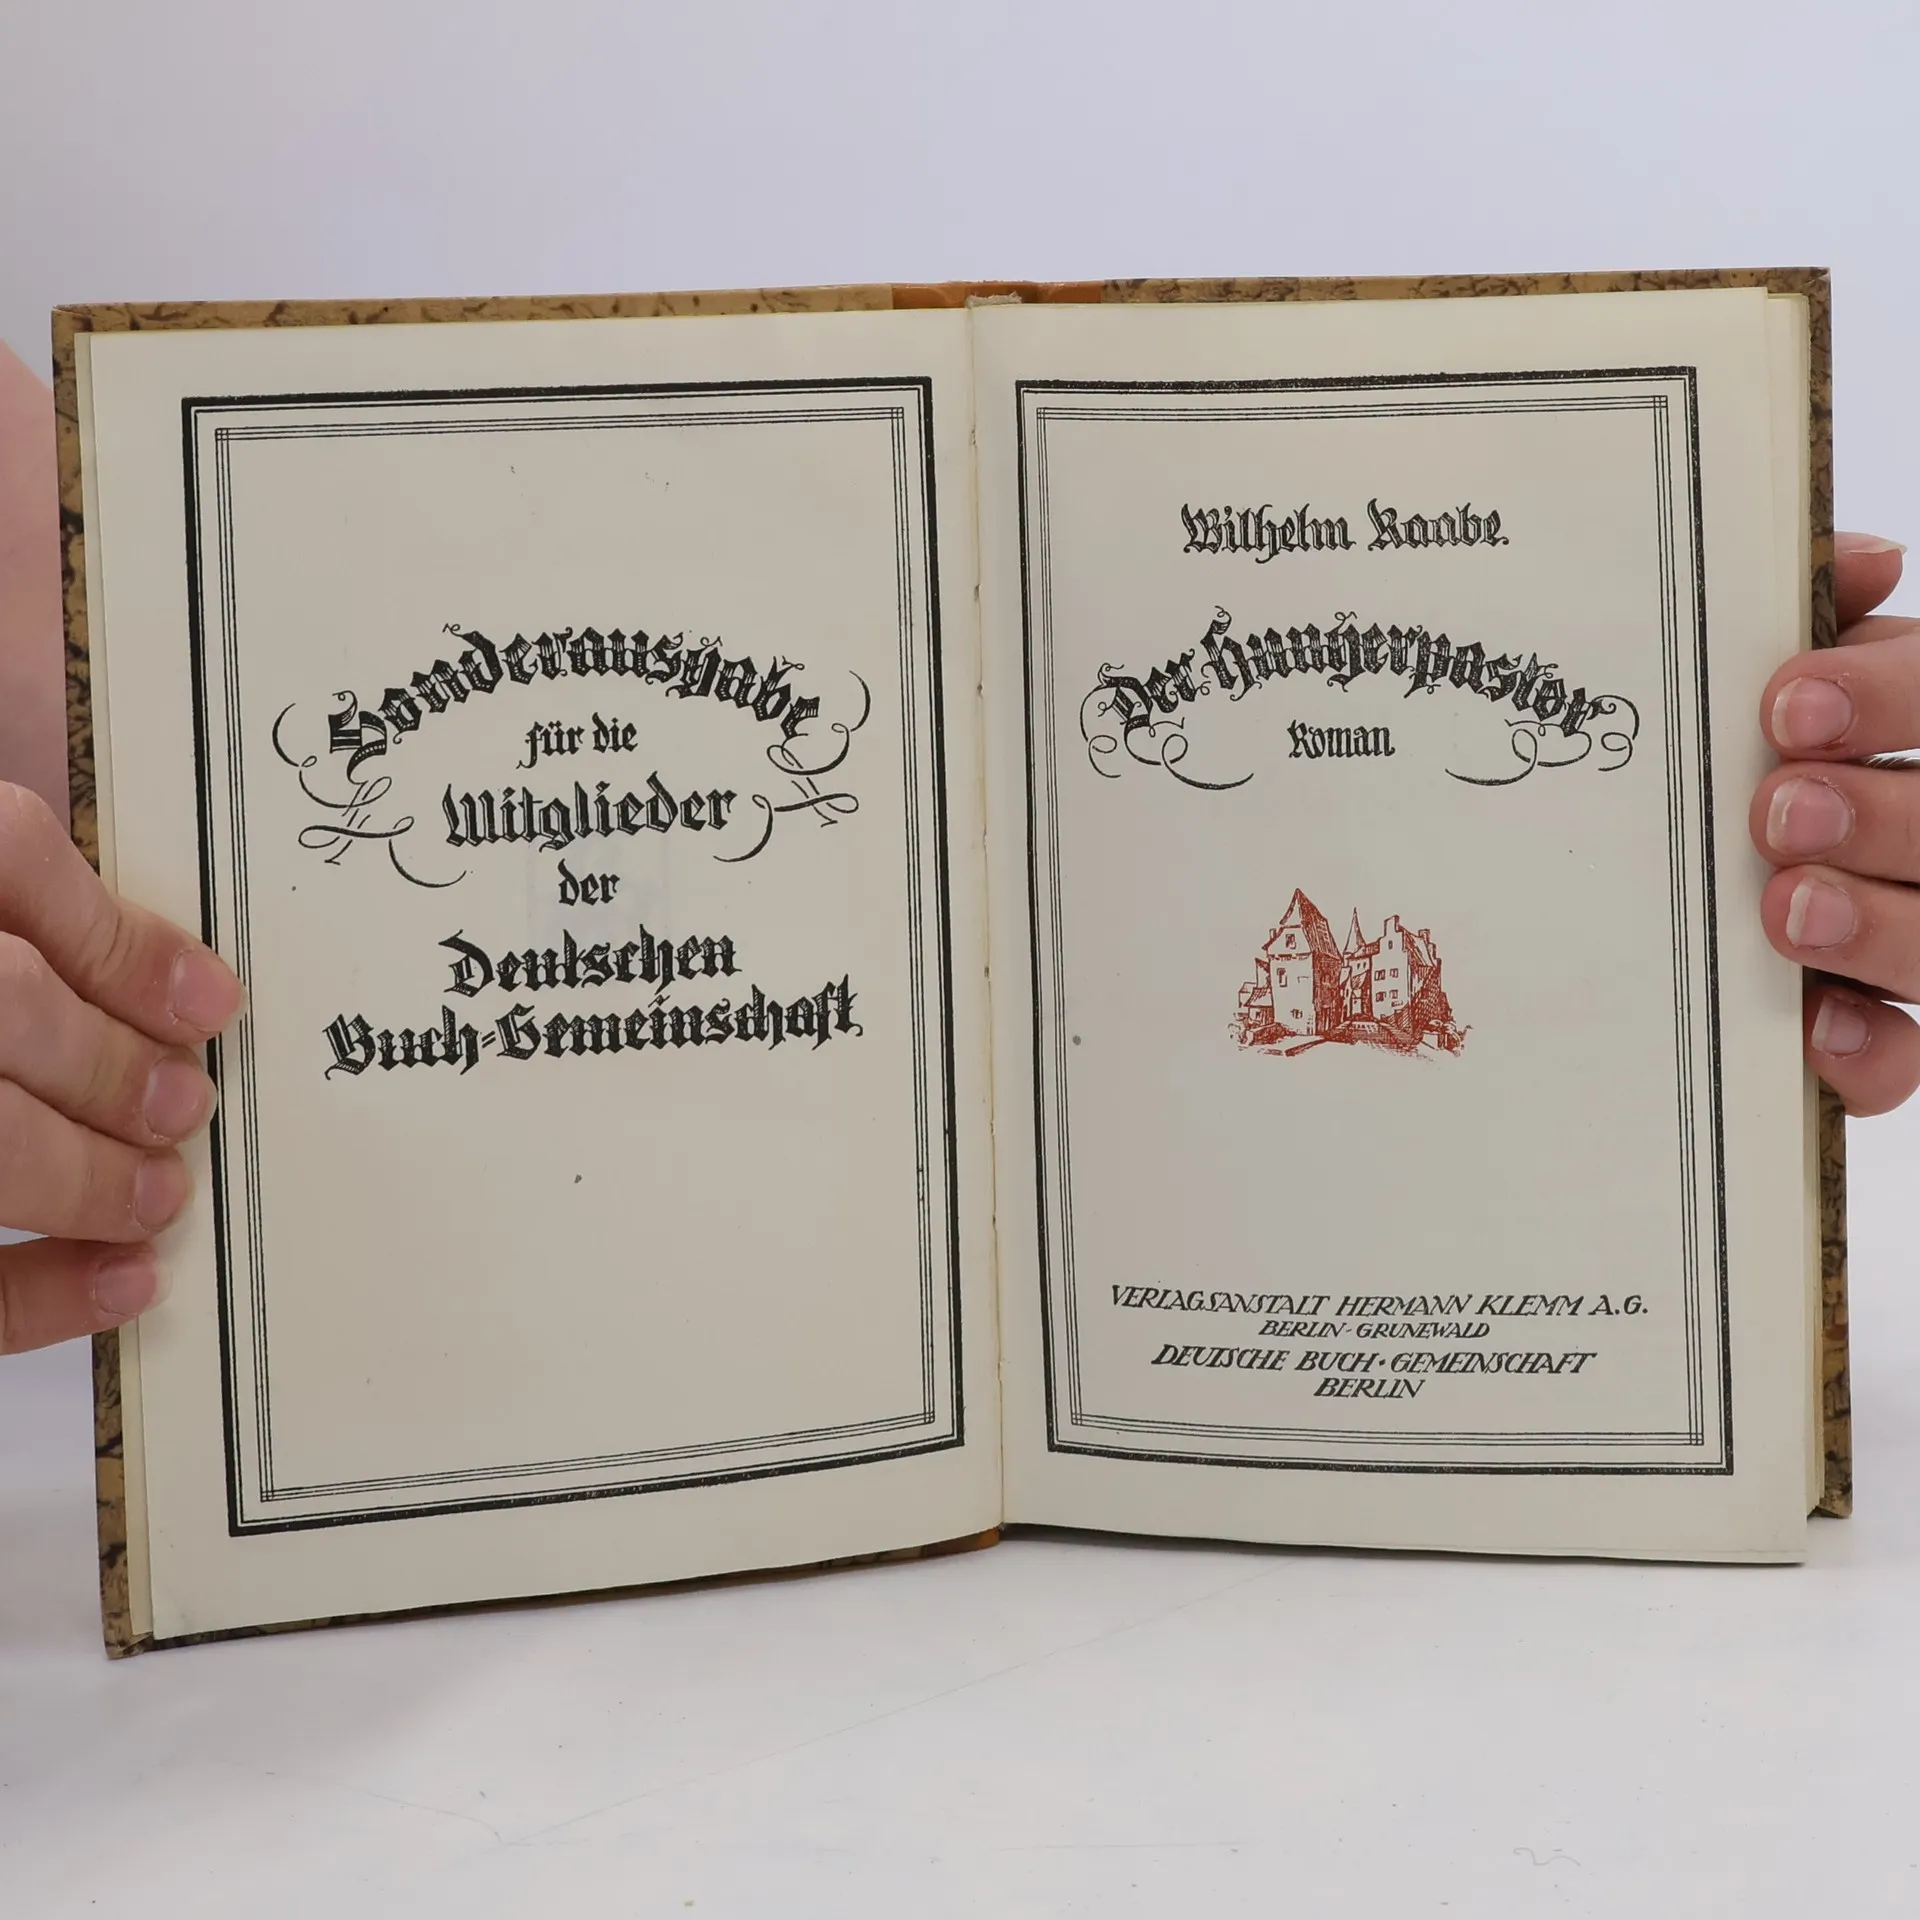 Sonderausgabe
für die
Mitglieder
der
Deutschen
Buch=Gemeinschaft
Wilhelm Raabe
Der Hungerpastor
Roman
VERLAGSANSTALT HERMANN KLEMM A.G.
BERLIN-GRUNEWALD
DEUTSCHE BUCH·GEMEINSCHAFT
BERLIN